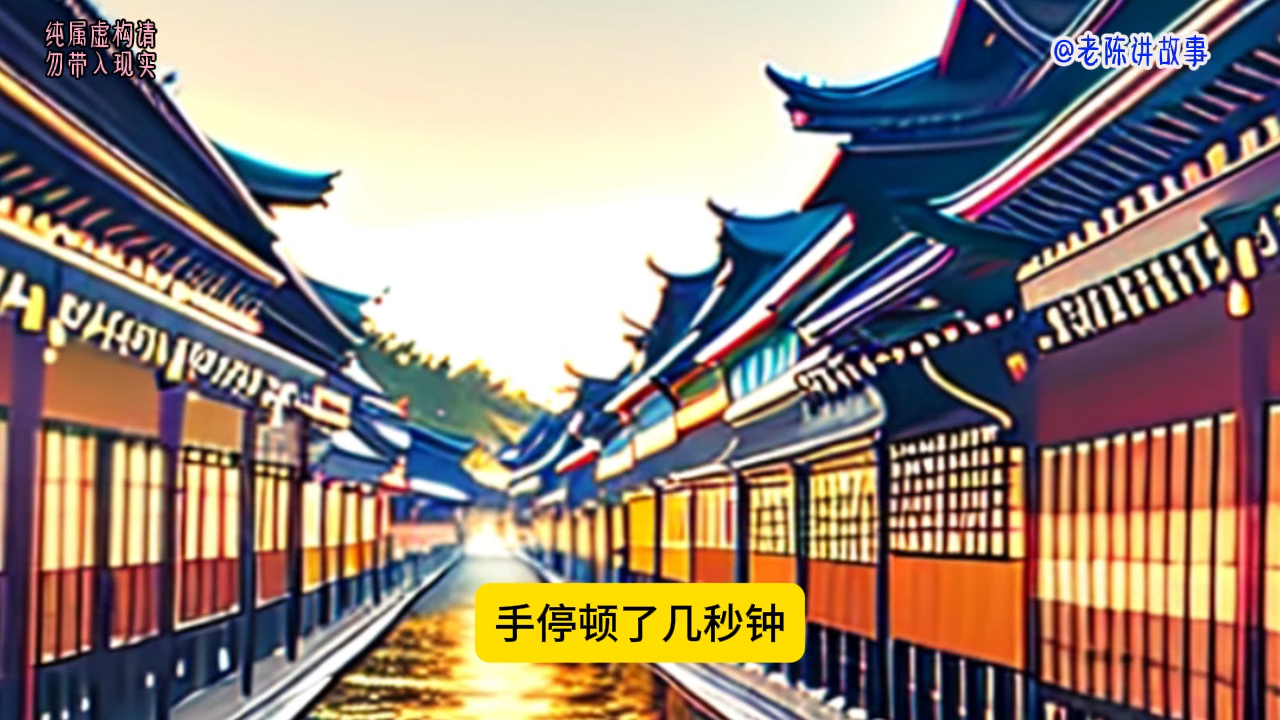 纯属虚构请
勿带入现实
@老陈讲故事
手停顿了几秒钟